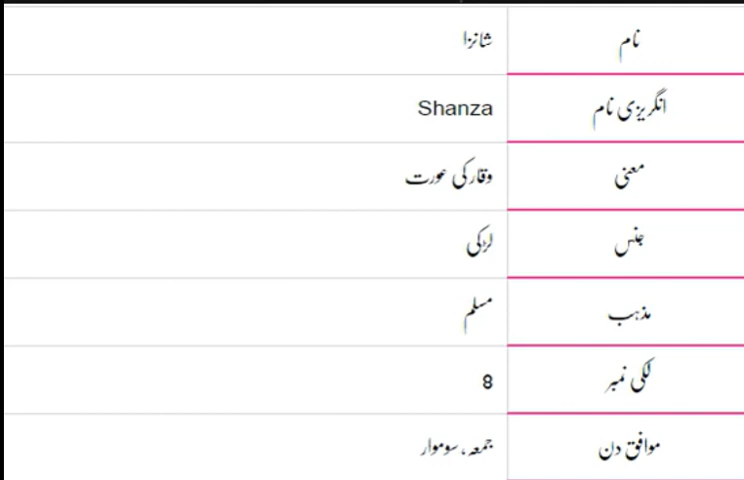 نام شانزا
انگریزی نام Shanza
معنی وقار کی عورت
جنس لڑکی
مذہب مسلم
لکی نمبر 8
موافق دن جمعہ، سوموار